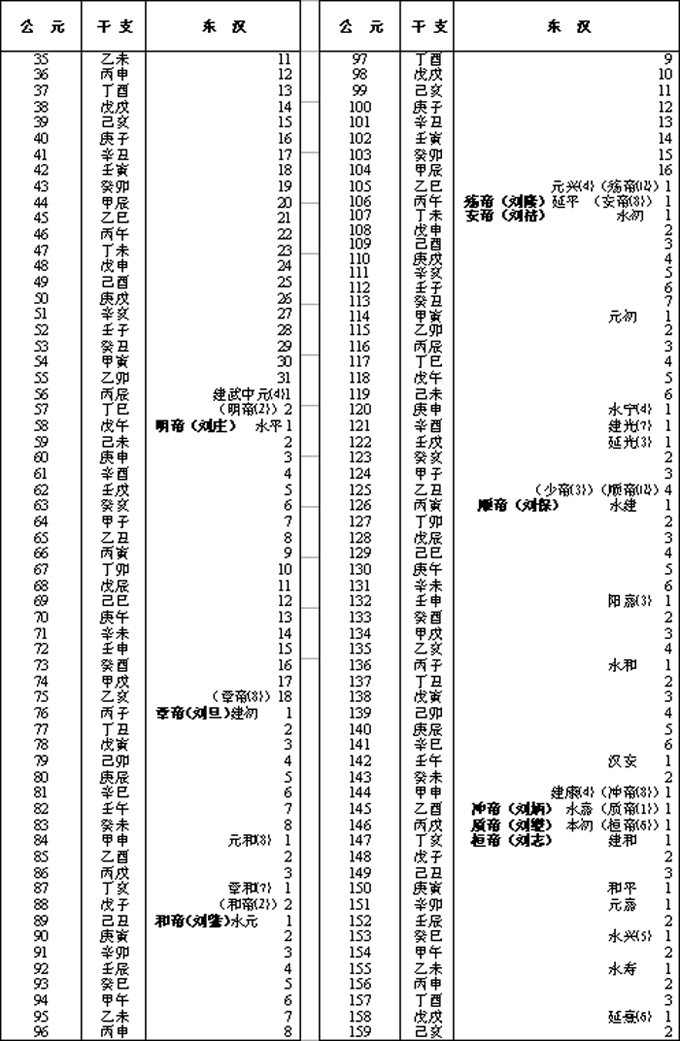 公 元 干 支 东 汉
35 乙未 11
36 丙申 12
37 丁酉 13
38 戊戌 14
39 己亥 15
40 庚子 16
41 辛丑 17
42 壬寅 18
43 癸卯 19
44 甲辰 20
45 乙巳 21
46 丙午 22
47 丁未 23
48 戊申 24
49 己酉 25
50 庚戌 26
51 辛亥 27
52 壬子 28
53 癸丑 29
54 甲寅 30
55 乙卯 31
56 丙辰 建武中元(4)1
57 丁巳 （明帝(2)）2
58 戊午 明帝（刘庄） 永平 1
59 己未 2
60 庚申 3
61 辛酉 4
62 壬戌 5
63 癸亥 6
64 甲子 7
65 乙丑 8
66 丙寅 9
67 丁卯 10
68 戊辰 11
69 己巳 12
70 庚午 13
71 辛未 14
72 壬申 15
73 癸酉 16
74 甲戌 17
75 乙亥 （章帝(8)）18
76 丙子 章帝(刘旦)建初 1
77 丁丑 2
78 戊寅 3
79 己卯 4
80 庚辰 5
81 辛巳 6
82 壬午 7
83 癸未 8
84 甲申 元和(8) 1
85 乙酉 2
86 丙戌 3
87 丁亥 章和(7) 1
88 戊子 （和帝(2)）2
89 己丑 和帝(刘肇)永元 1
90 庚寅 2
91 辛卯 3
92 壬辰 4
93 癸巳 5
94 甲午 6
95 乙未 7
96 丙申 8
公 元 干 支 东 汉
97 丁酉 9
98 戊戌 10
99 己亥 11
100 庚子 12
101 辛丑 13
102 壬寅 14
103 癸卯 15
104 甲辰 16
105 乙巳 元兴(4)（殇帝(12)）1
106 丙午 殇帝（刘隆）延平 （安帝(8)）1
107 丁未 安帝（刘祜） 永初 1
108 戊申 2
109 己酉 3
110 庚戌 4
111 辛亥 5
112 壬子 6
113 癸丑 7
114 甲寅 元初 1
115 乙卯 2
116 丙辰 3
117 丁巳 4
118 戊午 5
119 己未 6
120 庚申 永宁(4) 1
121 辛酉 建光(7) 1
122 壬戌 延光(3) 1
123 癸亥 2
124 甲子 3
125 乙丑 （少帝(3)）（顺帝(12)）4
126 丙寅 顺帝（刘保） 永建 1
127 丁卯 2
128 戊辰 3
129 己巳 4
130 庚午 5
131 辛未 6
132 壬申 阳嘉(3) 1
133 癸酉 2
134 甲戌 3
135 乙亥 4
136 丙子 永和 1
137 丁丑 2
138 戊寅 3
139 己卯 4
140 庚辰 5
141 辛巳 6
142 壬午 汉安 1
143 癸未 2
144 甲申 建康(4)（冲帝(8)）1
145 乙酉 冲帝（刘炳） 永嘉（质帝(1)）1
146 丙戌 质帝（刘缵） 本初（桓帝(6)）1
147 丁亥 桓帝（刘志） 建和 1
148 戊子 2
149 己丑 3
150 庚寅 和平 1
151 辛卯 元嘉 1
152 壬辰 2
153 癸巳 永兴(5) 1
154 甲午 2
155 乙未 永寿 1
156 丙申 2
157 丁酉 3
158 戊戌 延熹(6) 1
159 己亥 2